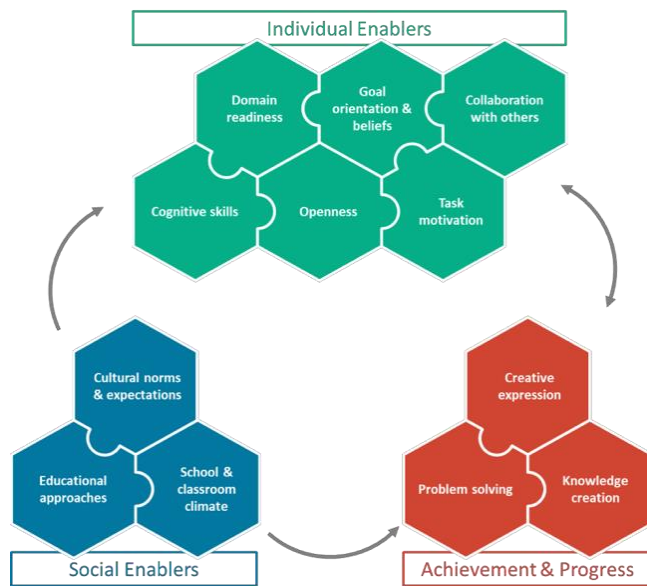 Individual Enablers
Domain
readiness
Goal
orientation &
beliefs
Collaboration
with others
Cognitive skills
Openness
Task
motivation
Cultural norms
& expectations
Educational
approaches
School &
classroom
climate
Social Enablers
Creative
expression
Problem solving
Knowledge
creation
Achievement & Progress